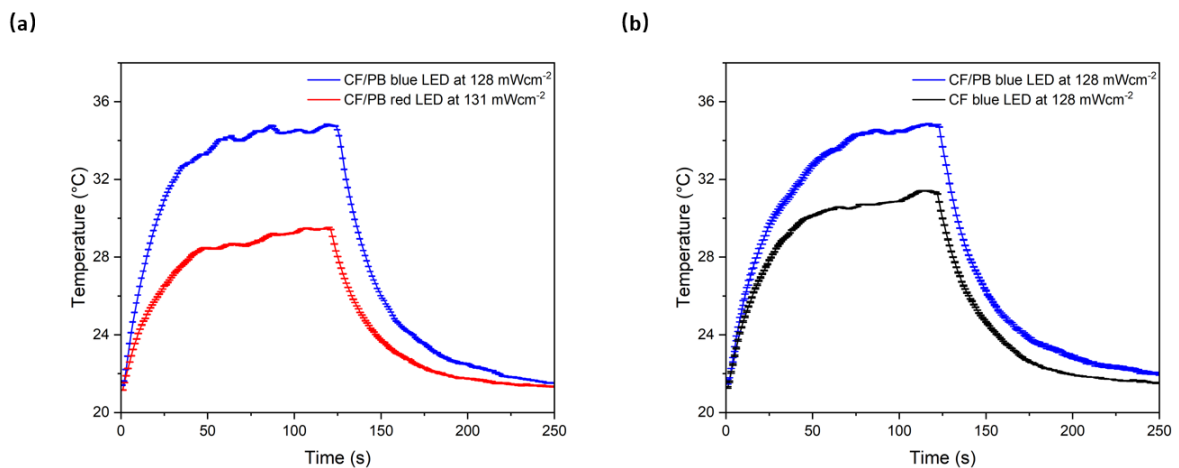 (a)
CF/PB blue LED at 128 mWcm-2
CF/PB red LED at 131 mWcm-2
36
32
28
24
20
Temperature (°C)
0
50
100
150
200
250
Time (s)
(b)
CF/PB blue LED at 128 mWcm-2
CF blue LED at 128 mWcm-2
36
32
28
24
20
Temperature (°C)
0
50
100
150
200
250
Time (s)